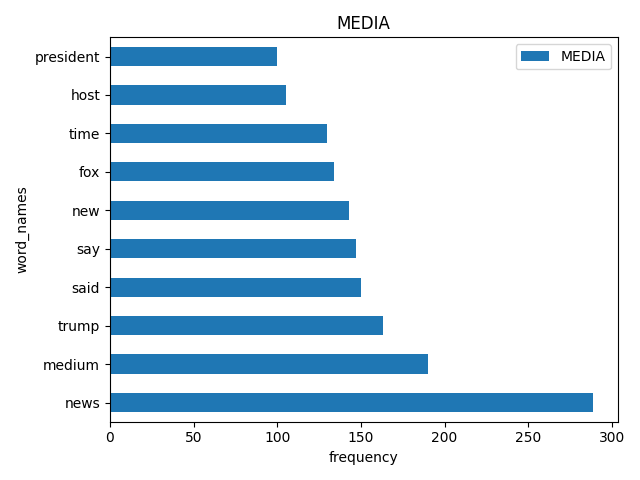 MEDIA
MEDIA
president
host
time
fox
new
say
said
trump
medium
news
word_names
0 50 100 150 200 250 300
frequency